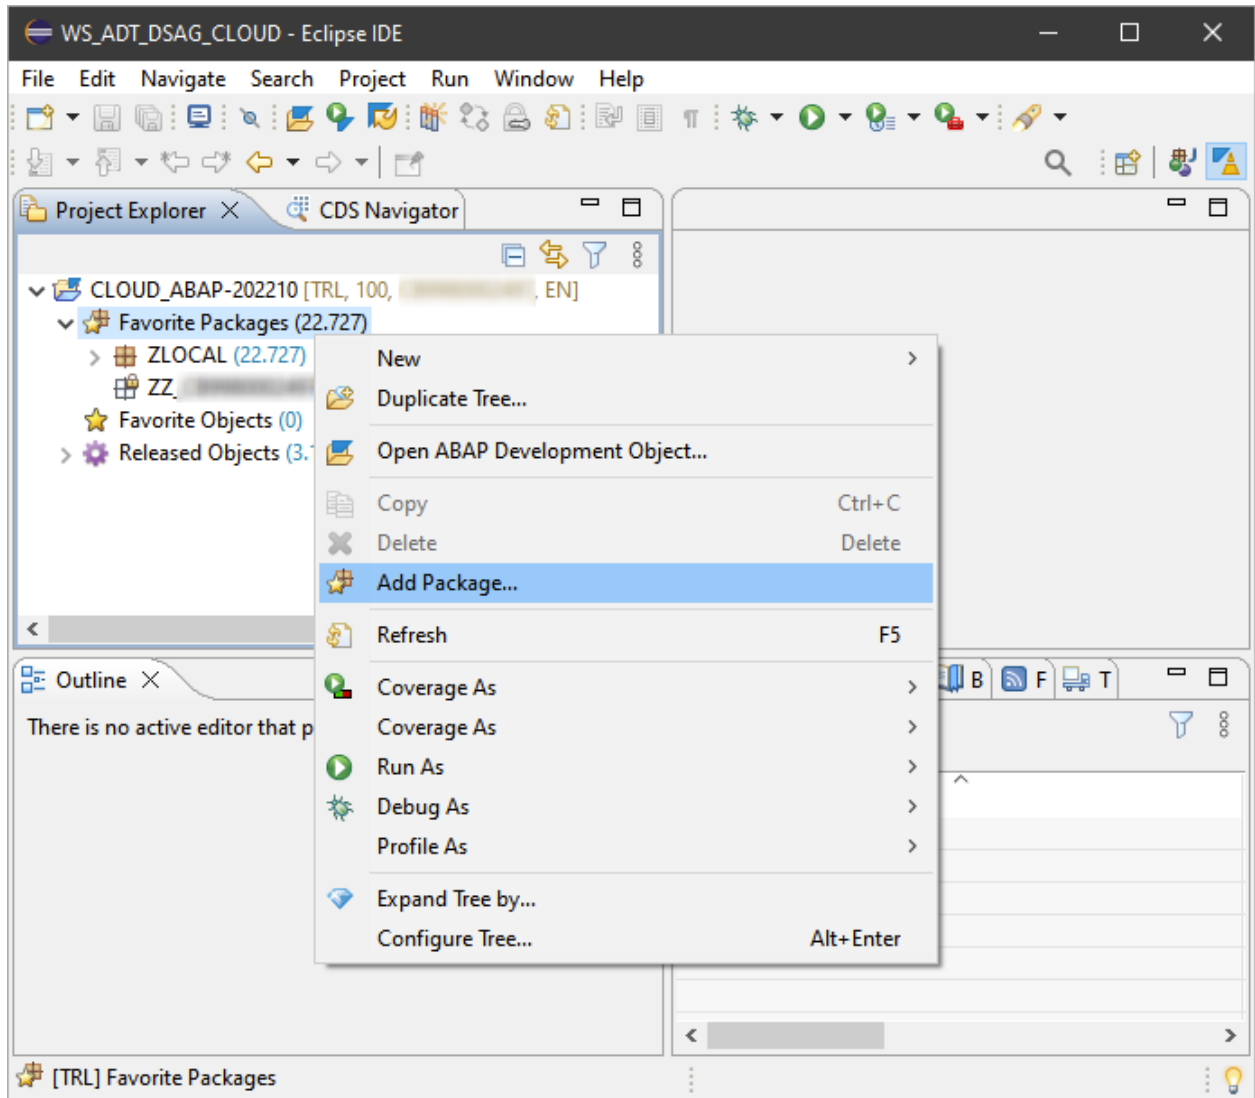 WS_ADT_DSAG_CLOUD - Eclipse IDE
File Edit Navigate Search Project Run Window Help
Project Explorer CDS Navigator
CLOUD_ABAP-202210 [TRL, 100, , EN]
Favorite Packages (22.727)
ZLOCAL (22.727)
ZZ_
Favorite Objects (0)
Released Objects (3.
New
Duplicate Tree...
Open ABAP Development Object...
Copy Ctrl+C
Delete Delete
Add Package...
Refresh F5
Coverage As
Coverage As
Run As
Debug As
Profile As
Expand Tree by...
Configure Tree... Alt+Enter
Outline
There is no active editor that p
B F T
[TRL] Favorite Packages